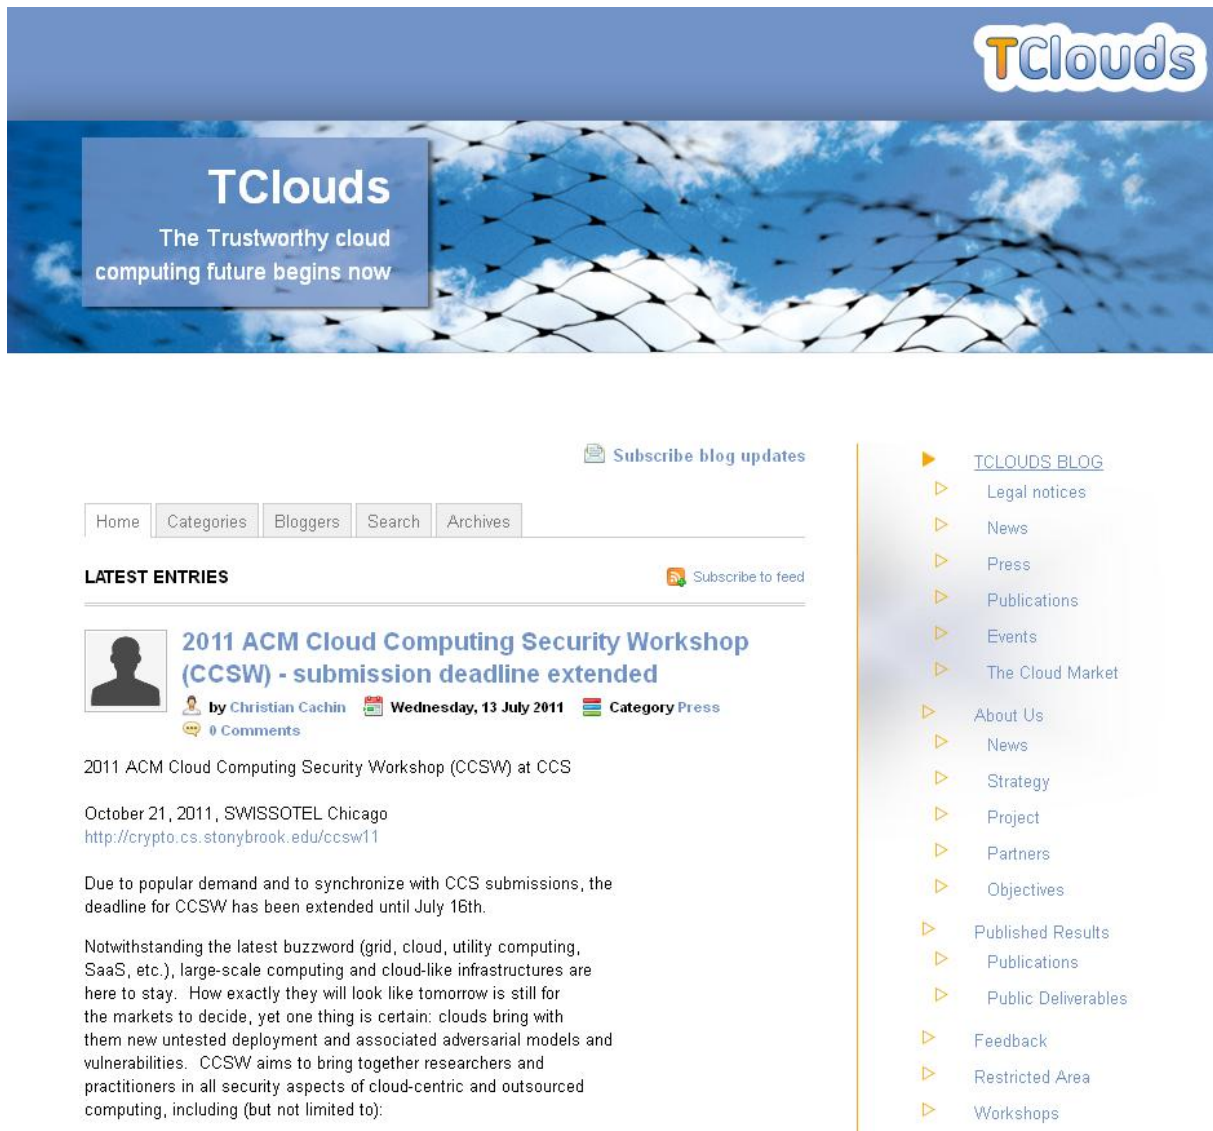 TClouds
TClouds
The Trustworthy cloud
computing future begins now
Subscribe blog updates
Home Categories Bloggers Search Archives
LATEST ENTRIES
Subscribe to feed
2011 ACM Cloud Computing Security Workshop
(CCSW) - submission deadline extended
by Christian Cachin Wednesday, 13 July 2011 Category Press
0 Comments
2011 ACM Cloud Computing Security Workshop (CCSW) at CCS
October 21, 2011, SWISSOTEL Chicago
http://crypto.cs.stonybrook.edu/ccsw11
Due to popular demand and to synchronize with CCS submissions, the
deadline for CCSW has been extended until July 16th.
Notwithstanding the latest buzzword (grid, cloud, utility computing,
SaaS, etc.), large-scale computing and cloud-like infrastructures are
here to stay.  How exactly they will look like tomorrow is still for
the markets to decide, yet one thing is certain: clouds bring with
them new untested deployment and associated adversarial models and
vulnerabilities.  CCSW aims to bring together researchers and
practitioners in all security aspects of cloud-centric and outsourced
computing, including (but not limited to):
TCLOUDS BLOG
Legal notices
News
Press
Publications
Events
The Cloud Market
About Us
News
Strategy
Project
Partners
Objectives
Published Results
Publications
Public Deliverables
Feedback
Restricted Area
Workshops